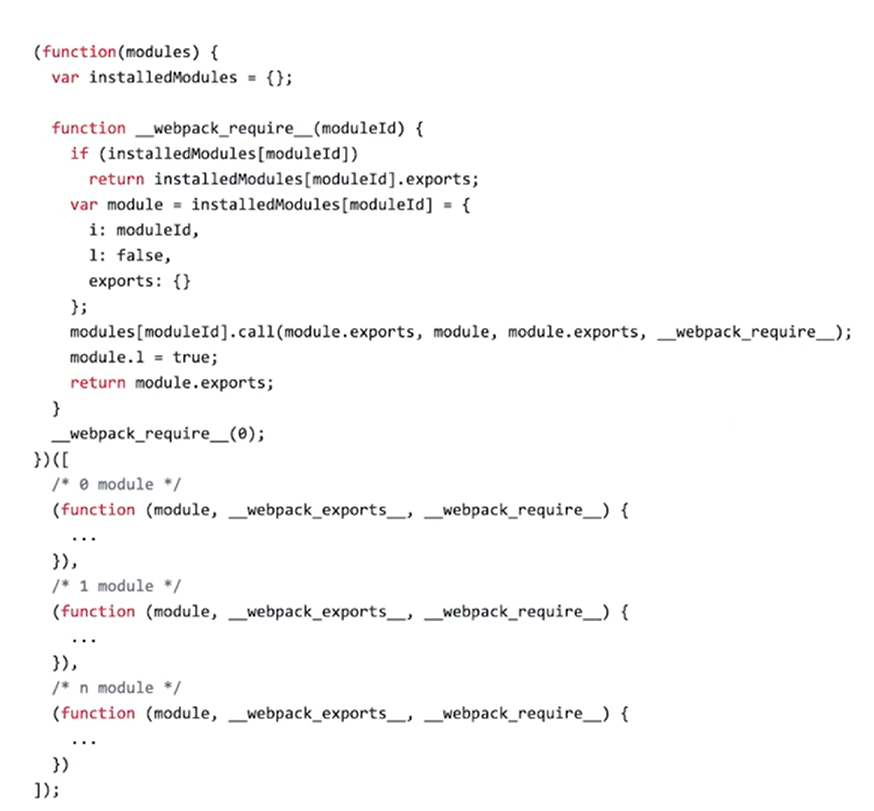 (function(modules) {
  var installedModules = {};

  function __webpack_require__(moduleId) {
    if (installedModules[moduleId])
      return installedModules[moduleId].exports;
    var module = installedModules[moduleId] = {
      i: moduleId,
      l: false,
      exports: {}
    };
    modules[moduleId].call(module.exports, module, module.exports, __webpack_require__);
    module.l = true;
    return module.exports;
  }
  __webpack_require__(0);
})([
  /* 0 module */
  (function (module, __webpack_exports__, __webpack_require__) {
    ...
  }),
  /* 1 module */
  (function (module, __webpack_exports__, __webpack_require__) {
    ...
  }),
  /* n module */
  (function (module, __webpack_exports__, __webpack_require__) {
    ...
  })
]);